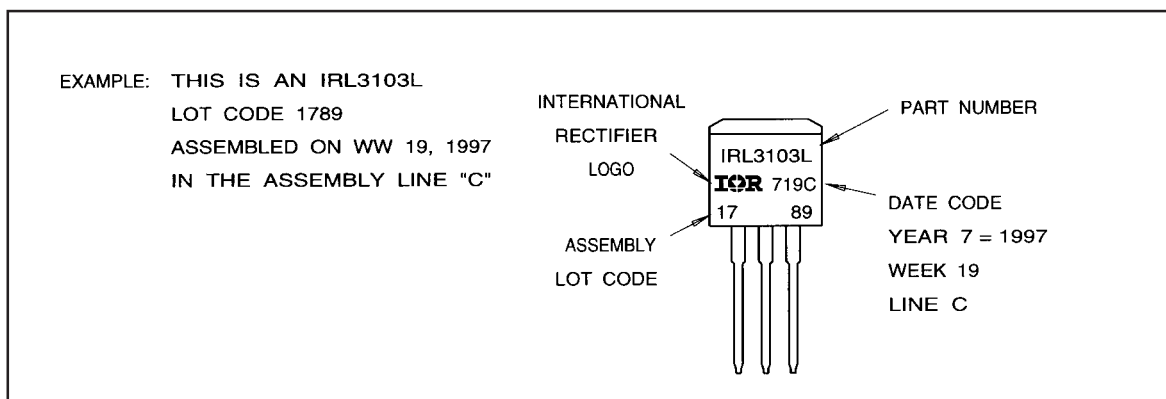 EXAMPLE: THIS IS AN IRL3103L
LOT CODE 1789
ASSEMBLED ON WW 19, 1997
IN THE ASSEMBLY LINE "C"
INTERNATIONAL
RECTIFIER
LOGO
ASSEMBLY
LOT CODE
IRL3103L
IOR 719C
17 89
PART NUMBER
DATE CODE
YEAR 7 = 1997
WEEK 19
LINE C